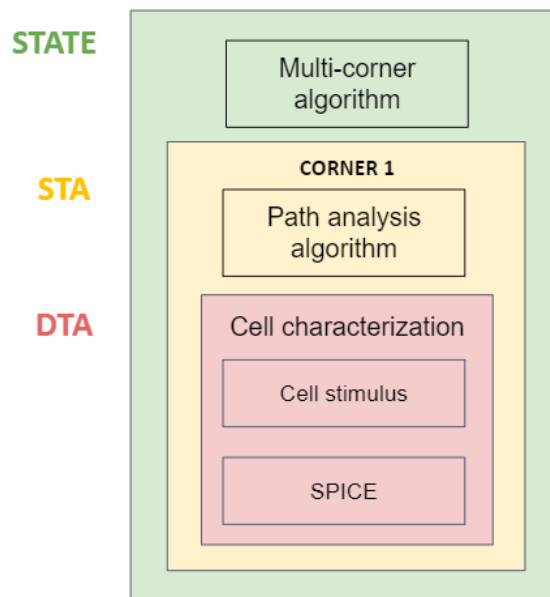 STATE
Multi-corner
algorithm
CORNER 1
STA
Path analysis
algorithm
DTA
Cell characterization
Cell stimulus
SPICE